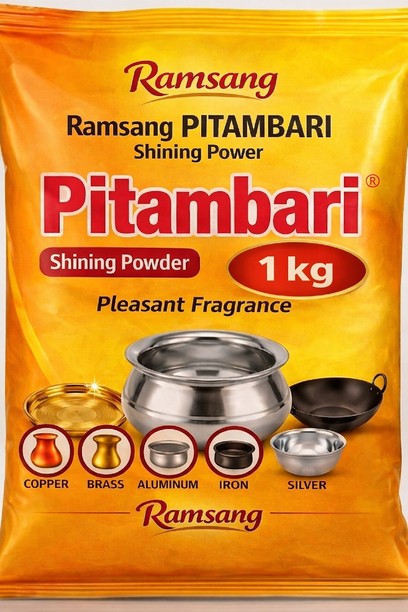 Ramsang
Ramsang PITAMBARI
Shining Power
Pitambari®
Shining Powder
1 kg
Pleasant Fragrance
COPPER BRASS ALUMINUM IRON SILVER
Ramsang